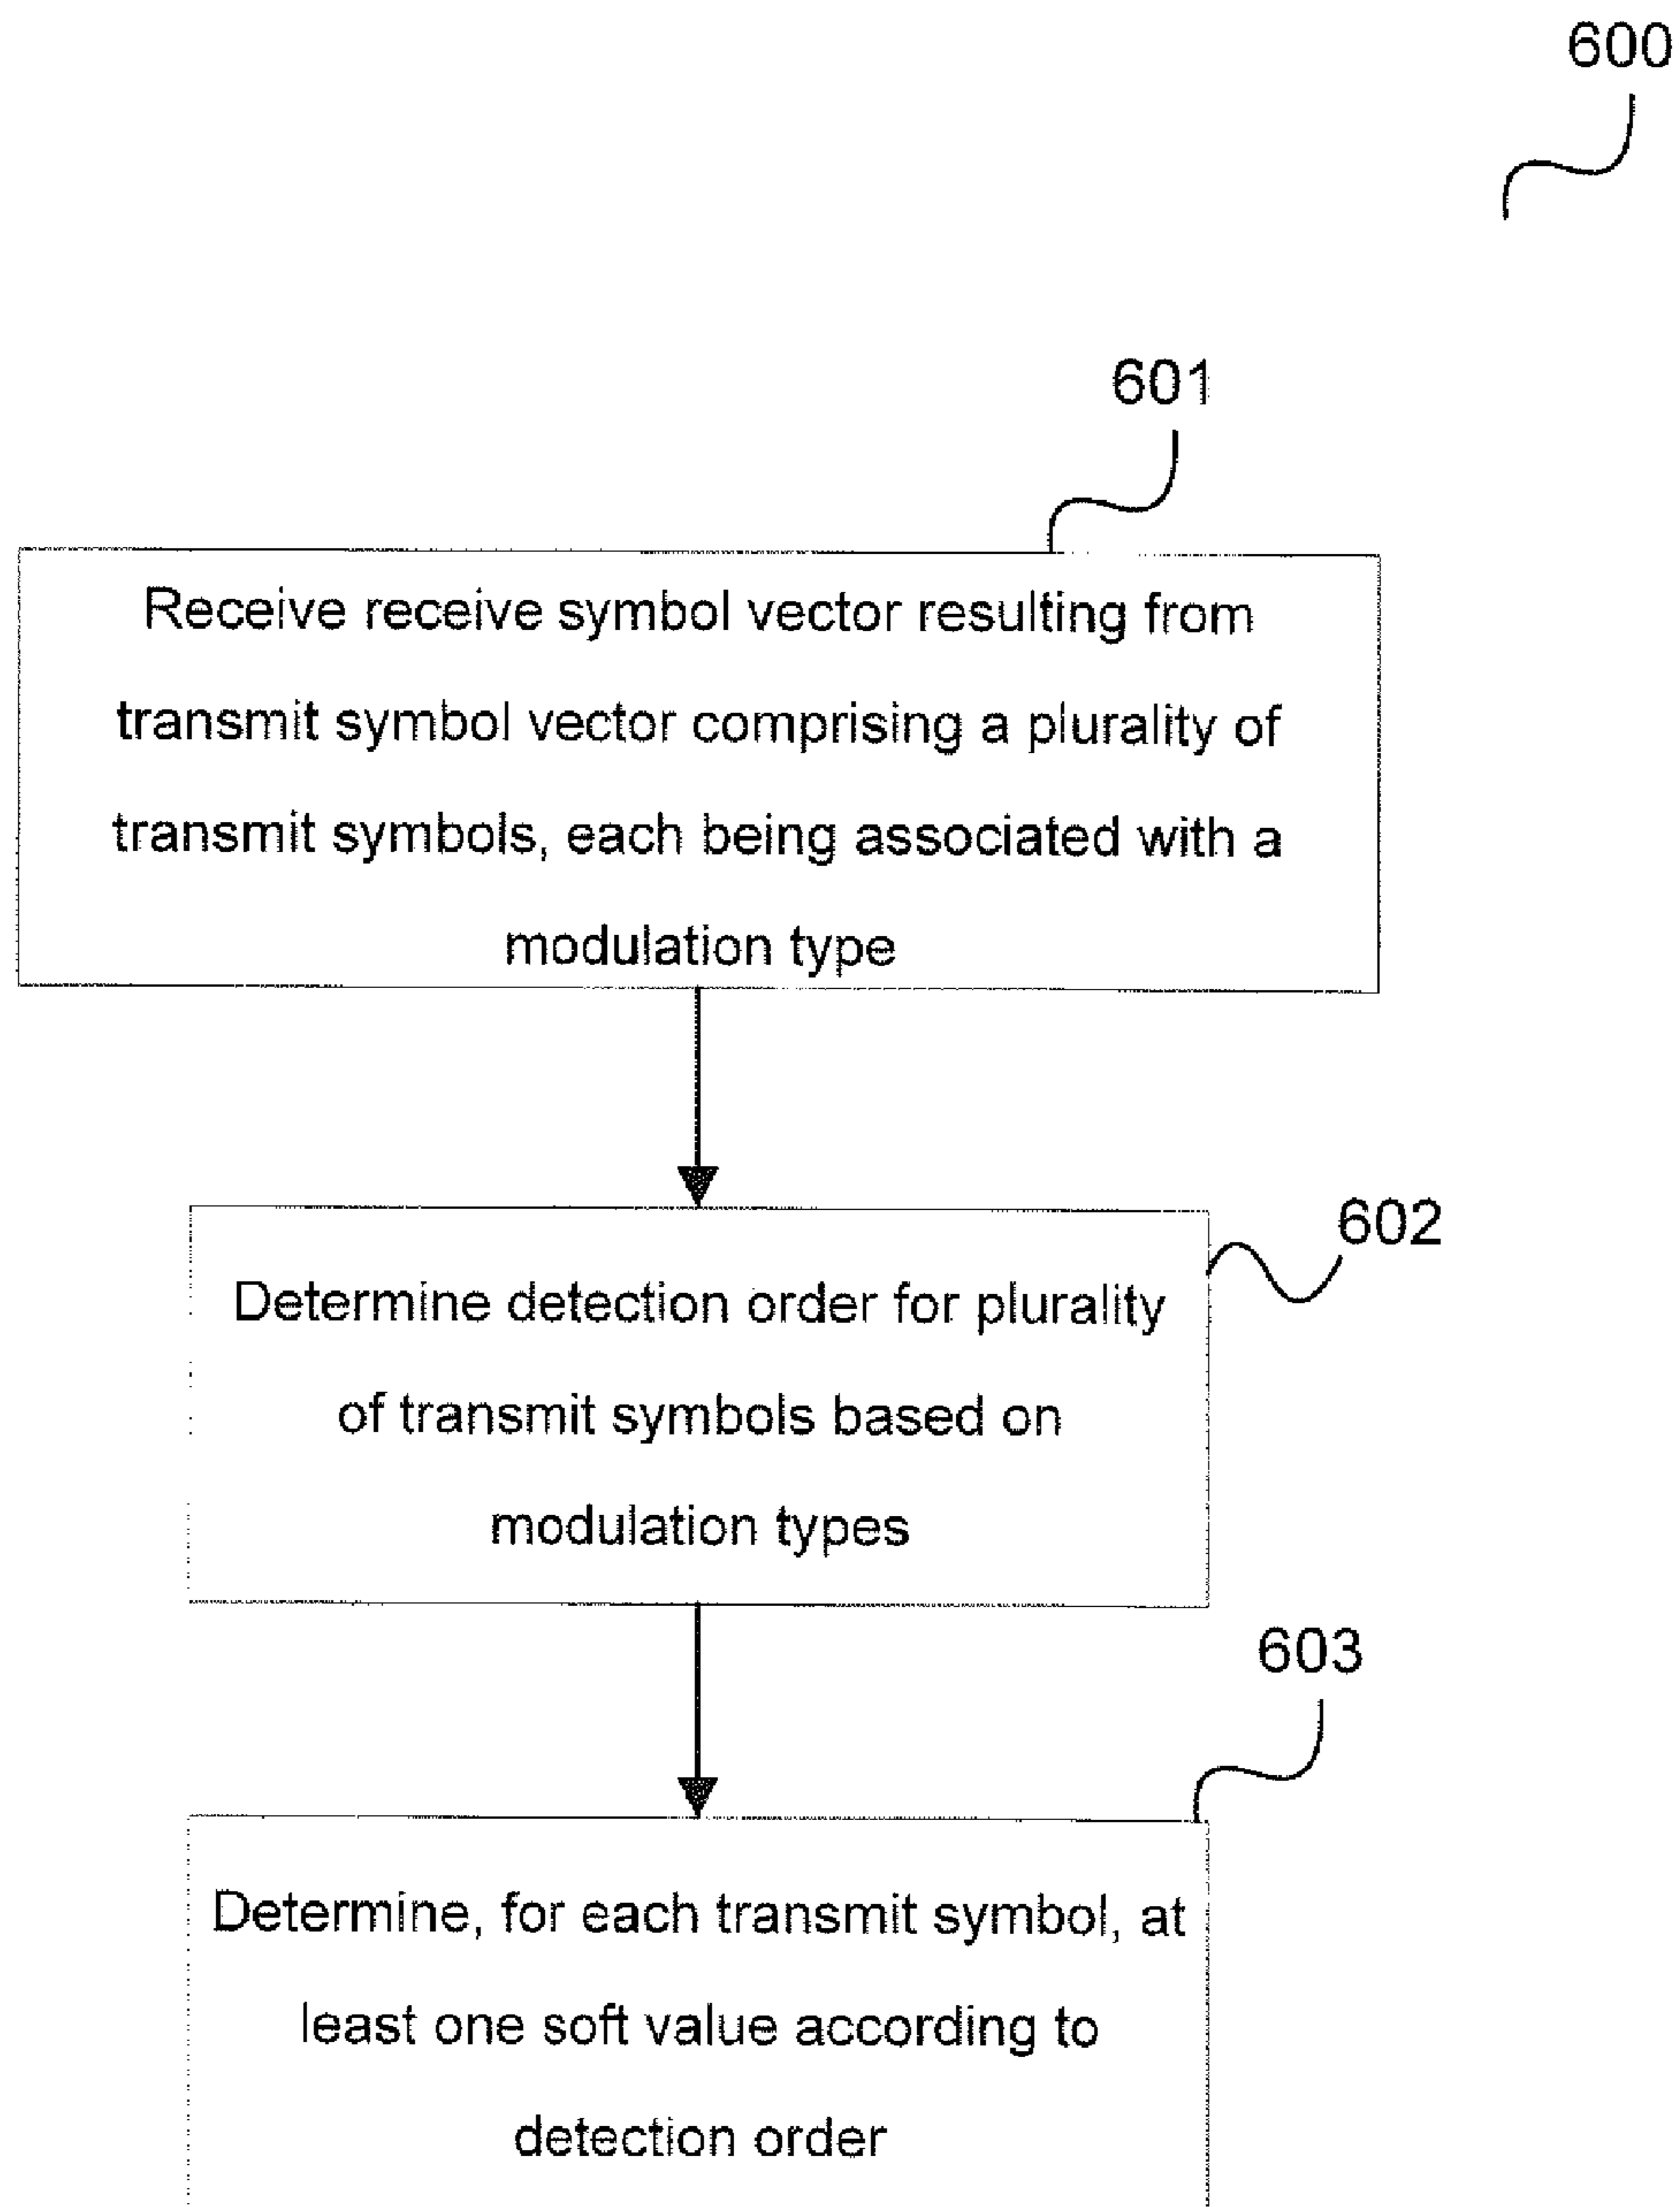 600
601
Receive receive symbol vector resulting from
transmit symbol vector comprising a plurality of
transmit symbols, each being associated with a
modulation type
602
Determine detection order for plurality
of transmit symbols based on
modulation types
603
Determine, for each transmit symbol, at
least one soft value according to
detection order